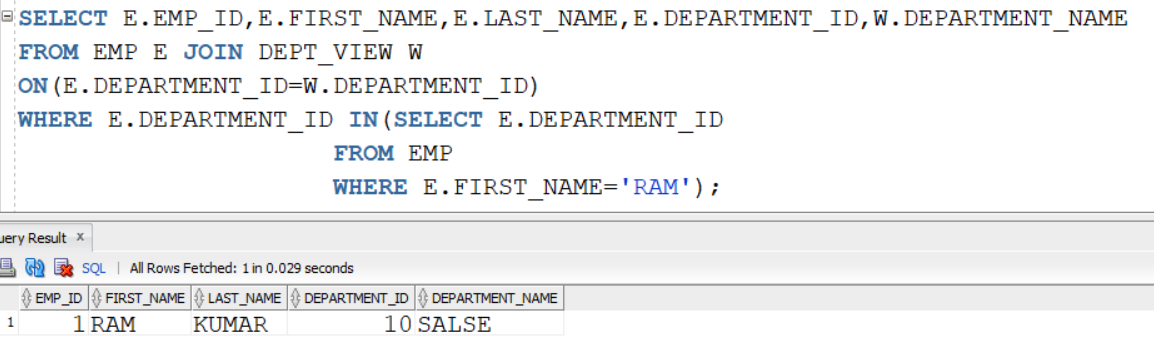 SELECT E.EMP_ID,E.FIRST_NAME,E.LAST_NAME,E.DEPARTMENT_ID,W.DEPARTMENT_NAME
FROM EMP E JOIN DEPT_VIEW W
ON(E.DEPARTMENT_ID=W.DEPARTMENT_ID)
WHERE E.DEPARTMENT_ID IN(SELECT E.DEPARTMENT_ID
FROM EMP
WHERE E.FIRST_NAME='RAM');
uery Result x
SQL | All Rows Fetched: 1 in 0.029 seconds
EMP_ID FIRST_NAME LAST_NAME DEPARTMENT_ID DEPARTMENT_NAME
1 1 RAM KUMAR 10 SALSE